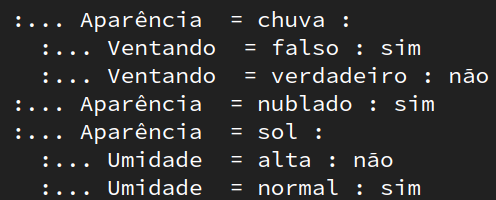 :... Aparência  = chuva :
  :... Ventando  = falso : sim
  :... Ventando  = verdadeiro : não
:... Aparência  = nublado : sim
:... Aparência  = sol :
  :... Umidade  = alta : não
  :... Umidade  = normal : sim